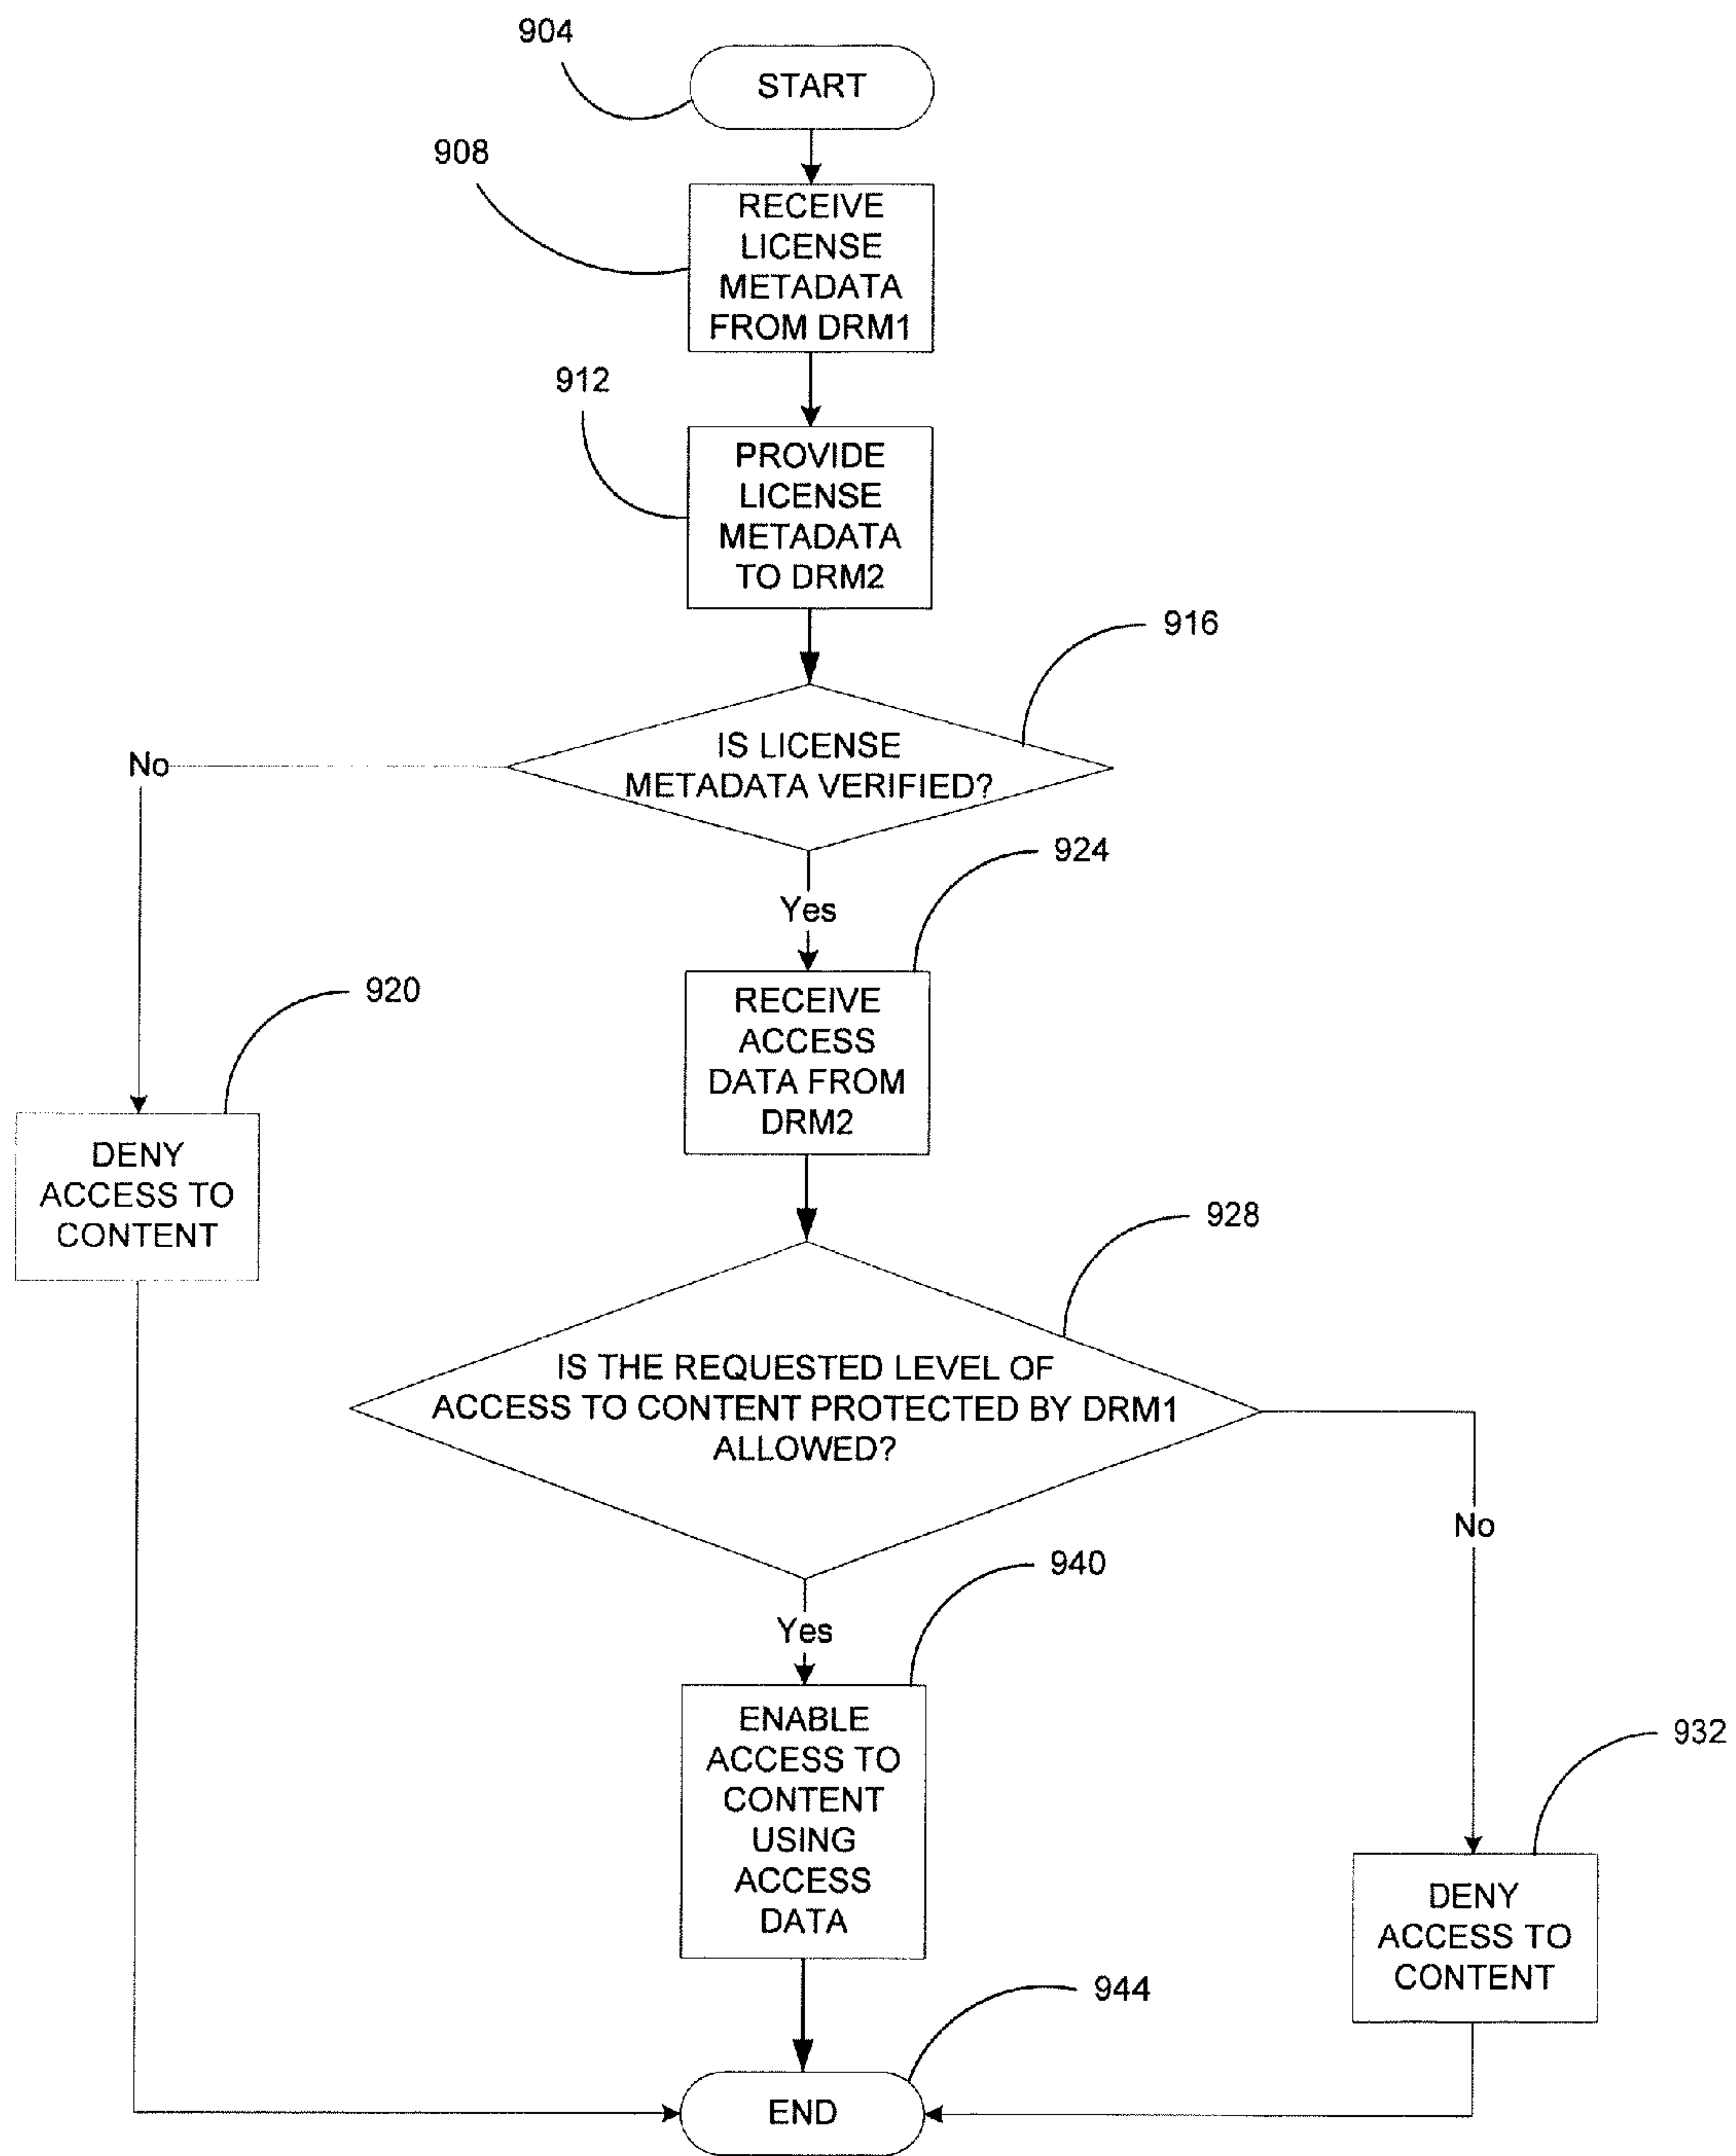 904
START
908
RECEIVE
LICENSE
METADATA
FROM DRM1
912
PROVIDE
LICENSE
METADATA
TO DRM2
916
IS LICENSE
METADATA VERIFIED?
No
Yes
924
RECEIVE
ACCESS
DATA FROM
DRM2
920
DENY
ACCESS TO
CONTENT
928
IS THE REQUESTED LEVEL OF
ACCESS TO CONTENT PROTECTED BY DRM1
ALLOWED?
No
Yes
940
ENABLE
ACCESS TO
CONTENT
USING
ACCESS
DATA
932
DENY
ACCESS TO
CONTENT
944
END